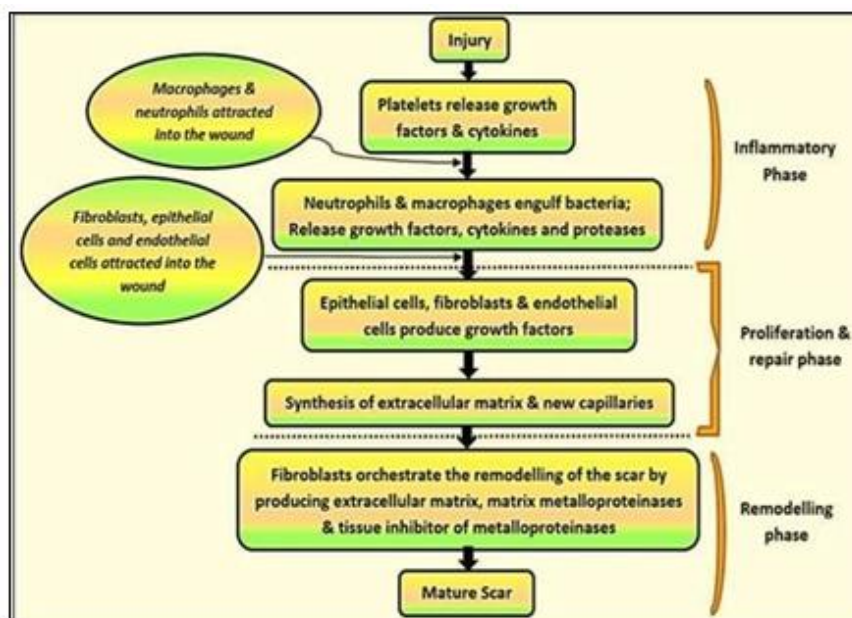 Injury
Macrophages &
neutrophils attracted
into the wound
Platelets release growth
factors & cytokines
Inflammatory
Phase
Neutrophils & macrophages engulf bacteria;
Release growth factors, cytokines and proteases
Fibroblasts, epithelial
cells and endothelial
cells attracted into the
wound
Epithelial cells, fibroblasts & endothelial
cells produce growth factors
Proliferation &
repair phase
Synthesis of extracellular matrix & new capillaries
Fibroblasts orchestrate the remodelling of the scar by
producing extracellular matrix, matrix metalloproteinases
& tissue inhibitor of metalloproteinases
Remodelling
phase
Mature Scar